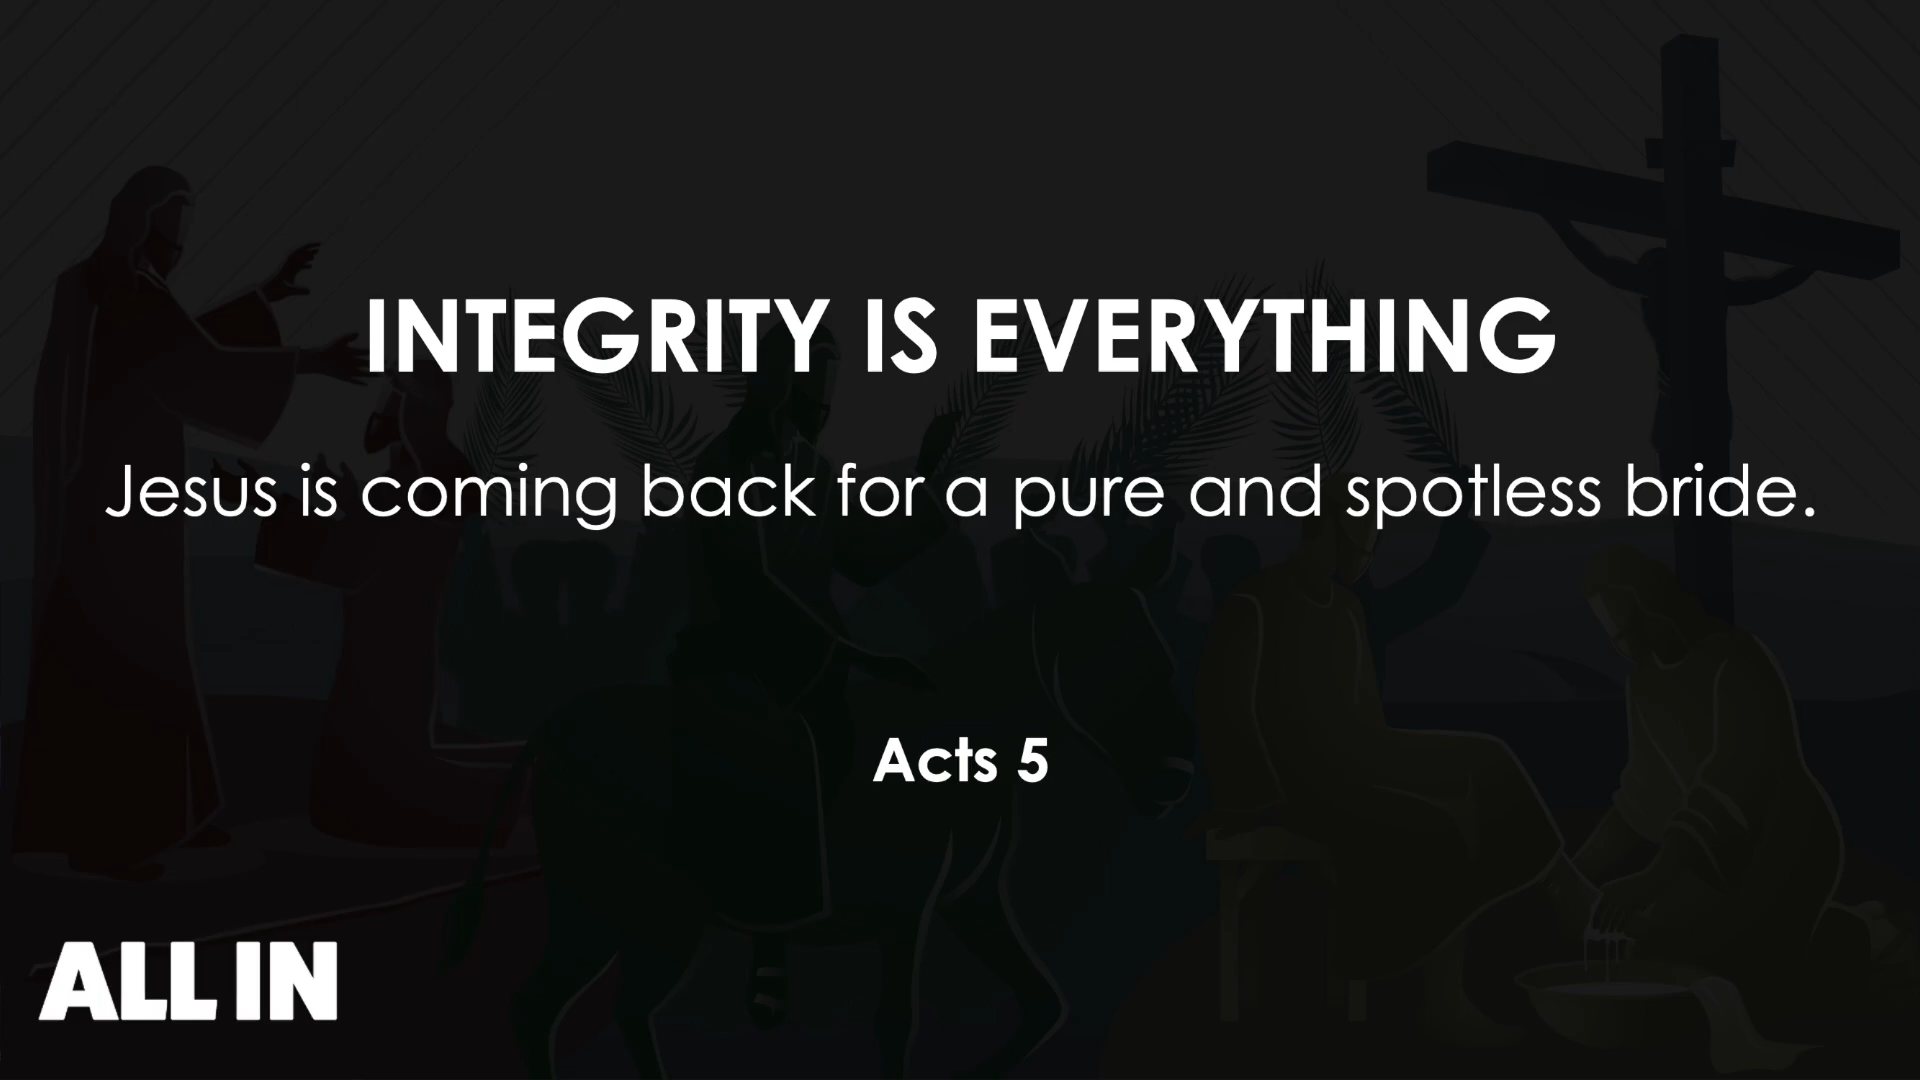 INTEGRITY IS EVERYTHING
Jesus is coming back for a pure and spotless bride.
Acts 5
ALL IN